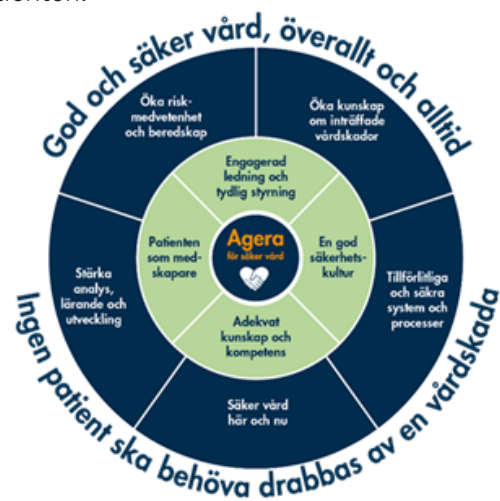 God och säker vård, överallt och alltid
Öka risk-
medvetenhet
och beredskap
Öka kunskap
om inträffade
vårdskador
Engagerad
ledning och
tydlig styrning
Patienten
som med-
skapare
Agera
för säker vård
En god
säkerhets-
kultur
Stärka
analys,
lärande och
utveckling
Tillförlitliga
och säkra
system och
processer
Adekvat
kunskap och
kompetens
Säker vård
här och nu
Ingen patient ska behöva drabbas av en vårdskada